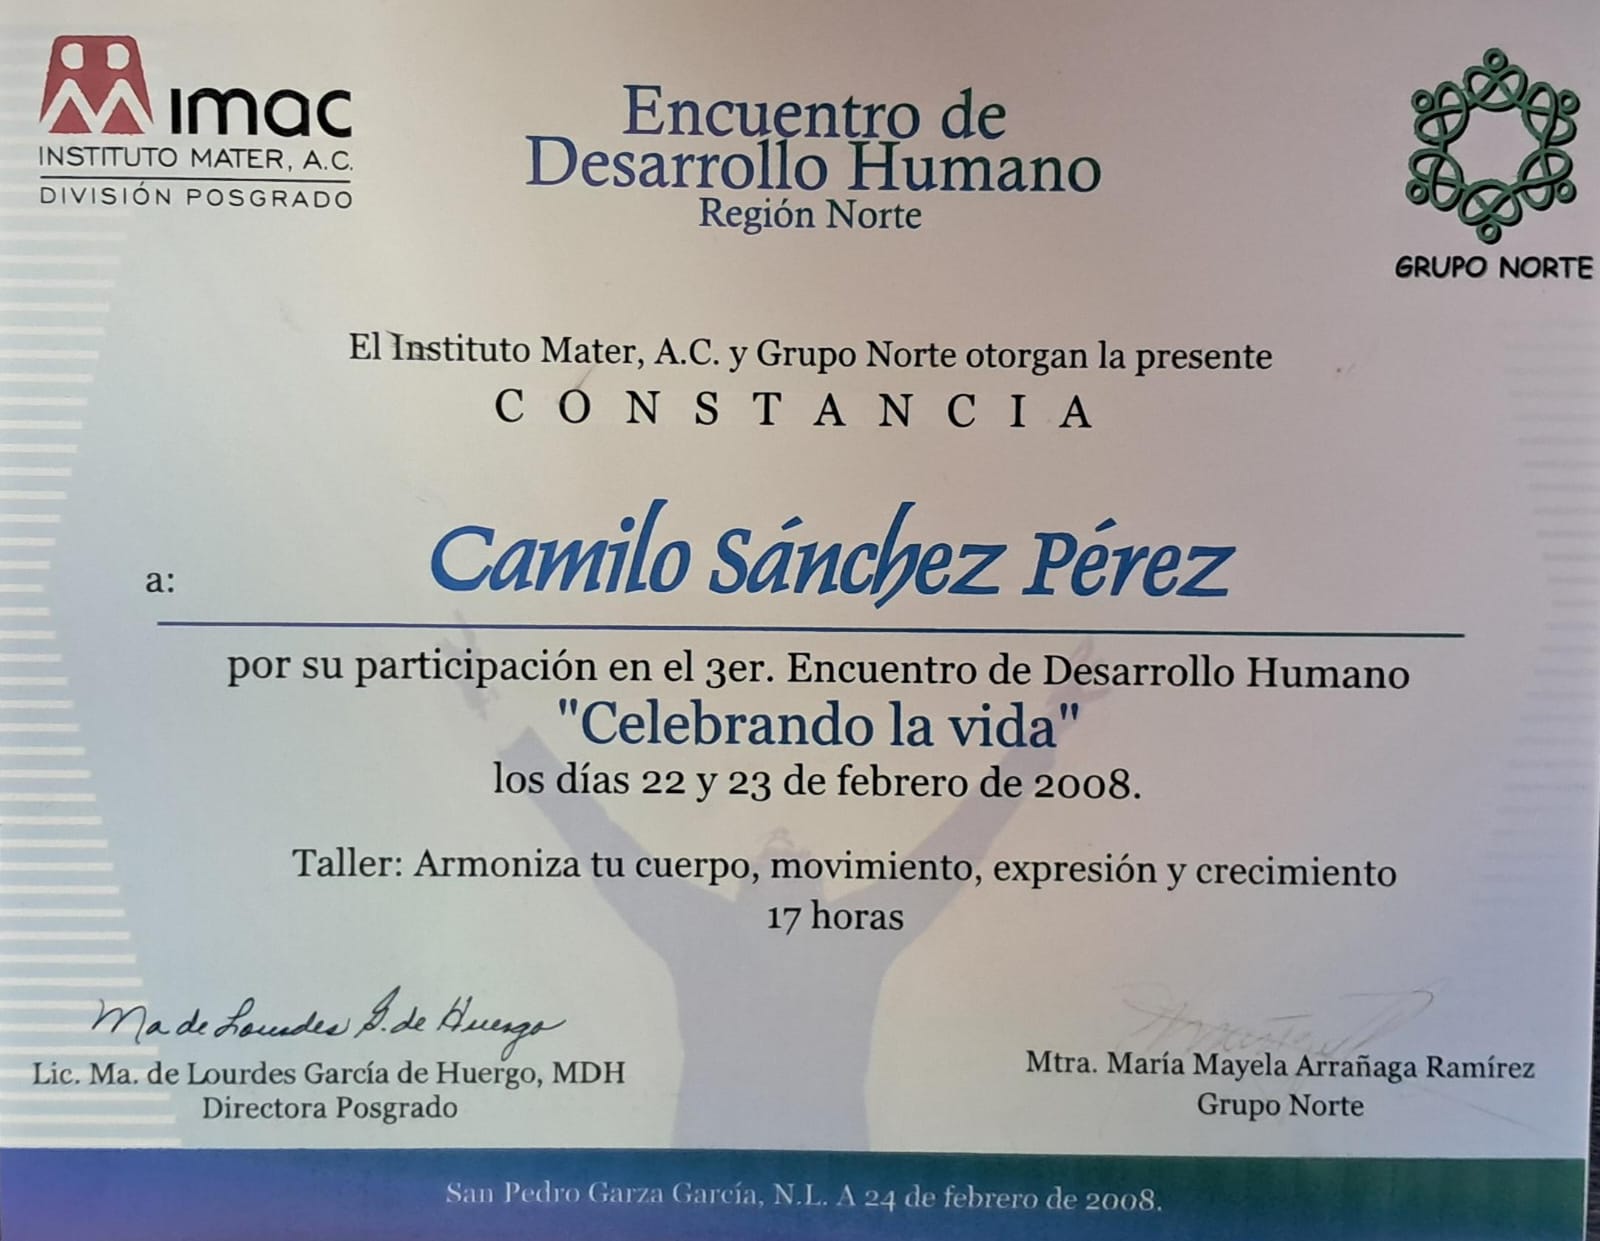 imac
INSTITUTO MATER, A.C.
DIVISIÓN POSGRADO
Encuentro de
Desarrollo Humano
Región Norte
GRUPO NORTE
El Instituto Mater, A.C. y Grupo Norte otorgan la presente
CONSTANCIA
a: Camilo Sánchez Pérez
por su participación en el 3er. Encuentro de Desarrollo Humano
"Celebrando la vida"
los días 22 y 23 de febrero de 2008.
Taller: Armoniza tu cuerpo, movimiento, expresión y crecimiento
17 horas
Ma de Lourdes G. de Huergo
Lic. Ma. de Lourdes García de Huergo, MDH
Directora Posgrado
Mtra. María Mayela Arrañaga Ramírez
Grupo Norte
San Pedro Garza García, N.L. A 24 de febrero de 2008.